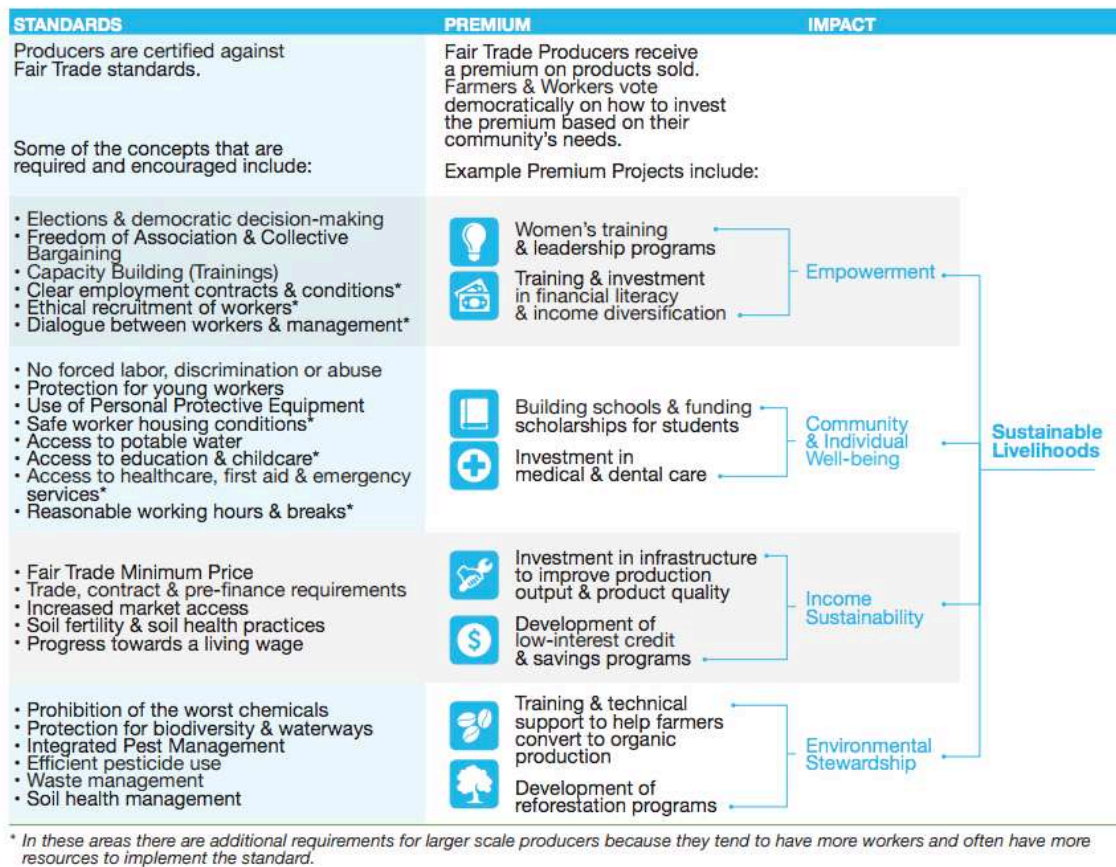 STANDARDS
PREMIUM
IMPACT
Producers are certified against
Fair Trade standards.
Some of the concepts that are
required and encouraged include:
Fair Trade Producers receive
a premium on products sold.
Farmers & Workers vote
democratically on how to invest
the premium based on their
community's needs.
Example Premium Projects include:
• Elections & democratic decision-making
• Freedom of Association & Collective
Bargaining
• Capacity Building (Trainings)
• Clear employment contracts & conditions*
• Ethical recruitment of workers*
• Dialogue between workers & management*
Women's training
& leadership programs
Training & investment
in financial literacy
& income diversification
Empowerment
• No forced labor, discrimination or abuse
• Protection for young workers
• Use of Personal Protective Equipment
• Safe worker housing conditions*
• Access to potable water
• Access to education & childcare*
• Access to healthcare, first aid & emergency
services*
• Reasonable working hours & breaks*
Building schools & funding
scholarships for students
Investment in
medical & dental care
Community
& Individual
Well-being
Sustainable
Livelihoods
• Fair Trade Minimum Price
• Trade, contract & pre-finance requirements
• Increased market access
• Soil fertility & soil health practices
• Progress towards a living wage
Investment in infrastructure
to improve production
output & product quality
$
Development of
low-interest credit
& savings programs
Income
Sustainability
• Prohibition of the worst chemicals
• Protection for biodiversity & waterways
• Integrated Pest Management
• Efficient pesticide use
• Waste management
• Soil health management
Training & technical
support to help farmers
convert to organic
production
Development of
reforestation programs
Environmental
Stewardship
* In these areas there are additional requirements for larger scale producers because they tend to have more workers and often have more
resources to implement the standard.